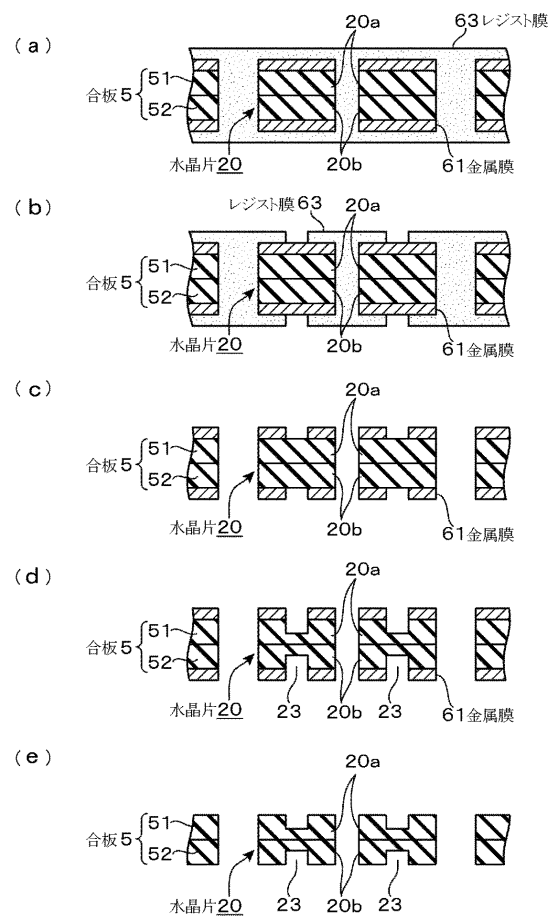 (a)
20a
63レジスト膜
合板5
51
52
水晶片20
20b
61金属膜
(b)
レジスト膜63
20a
合板5
51
52
水晶片20
20b
61金属膜
(c)
20a
合板5
51
52
水晶片20
20b
61金属膜
(d)
20a
合板5
51
52
水晶片20
23
20b
23
61金属膜
(e)
20a
合板5
51
52
水晶片20
23
20b
23